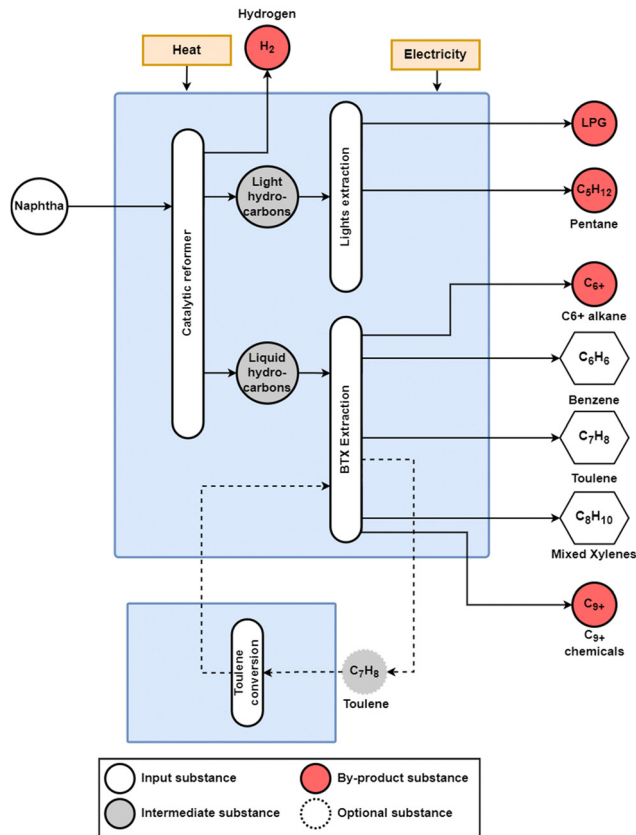 Hydrogen
H2
Heat
Electricity
LPG
Naphtha
Catalytic reformer
Light
hydro-
carbons
Lights extraction
C5H12
Pentane
C6+
C6+ alkane
Liquid
hydro-
carbons
BTX Extraction
C6H6
Benzene
C7H8
Toulene
C8H10
Mixed Xylenes
C9+
C9+
chemicals
Toulene
conversion
C7H8
Toulene
Input substance
By-product substance
Intermediate substance
Optional substance